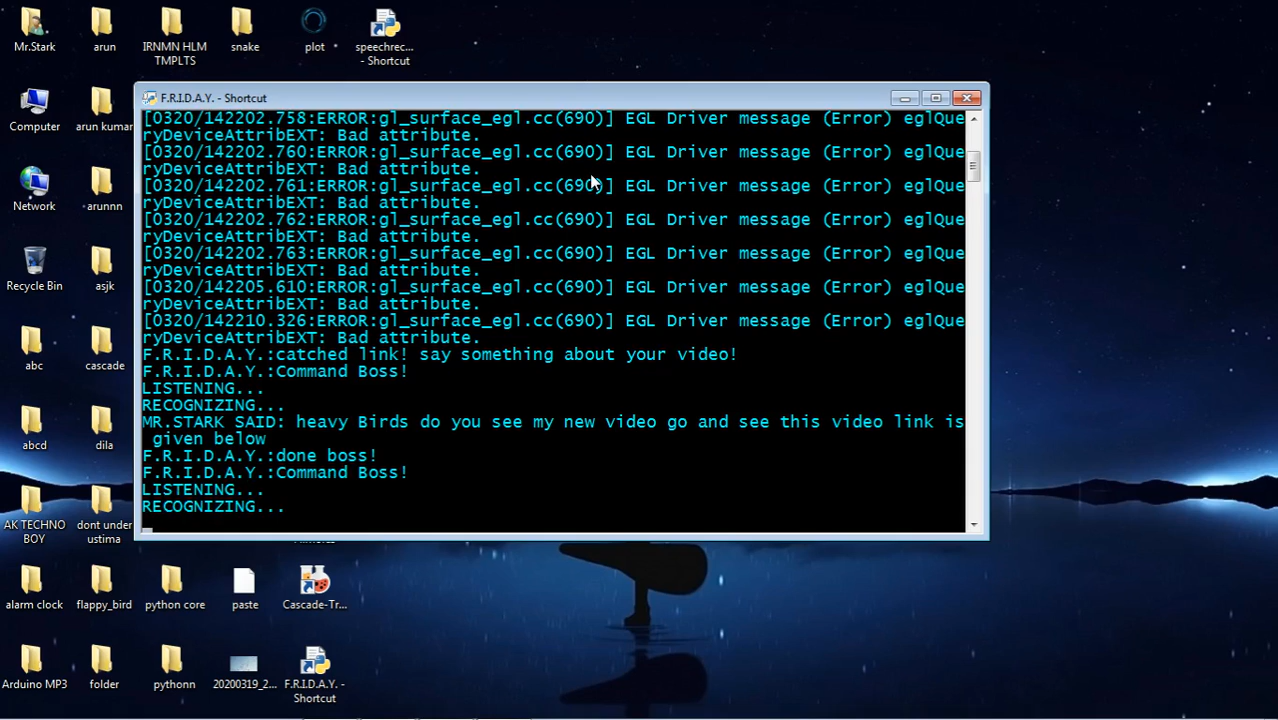 Mr.Stark
arun
IRNMN HLM
TMPLTS
snake
plot
speechrec...
- Shortcut
F.R.I.D.A.Y. - Shortcut
[0320/142202.758:ERROR:gl_surface_egl.cc(690)] EGL Driver message (Error) eglQue
ryDeviceAttribEXT: Bad attribute.
[0320/142202.760:ERROR:gl_surface_egl.cc(690)] EGL Driver message (Error) eglQue
ryDeviceAttribEXT: Bad attribute.
[0320/142202.761:ERROR:gl_surface_egl.cc(690)] EGL Driver message (Error) eglQue
ryDeviceAttribEXT: Bad attribute.
[0320/142202.762:ERROR:gl_surface_egl.cc(690)] EGL Driver message (Error) eglQue
ryDeviceAttribEXT: Bad attribute.
[0320/142202.763:ERROR:gl_surface_egl.cc(690)] EGL Driver message (Error) eglQue
ryDeviceAttribEXT: Bad attribute.
[0320/142205.610:ERROR:gl_surface_egl.cc(690)] EGL Driver message (Error) eglQue
ryDeviceAttribEXT: Bad attribute.
[0320/142210.326:ERROR:gl_surface_egl.cc(690)] EGL Driver message (Error) eglQue
ryDeviceAttribEXT: Bad attribute.
F.R.I.D.A.Y.:catched link! say something about your video!
F.R.I.D.A.Y.:Command Boss!
LISTENING...
RECOGNIZING...
MR.STARK SAID: heavy Birds do you see my new video go and see this video link is
given below
F.R.I.D.A.Y.:done boss!
F.R.I.D.A.Y.:Command Boss!
LISTENING...
RECOGNIZING...
Computer
arun kumar
Network
arunnn
Recycle Bin
asjk
abc
cascade
abcd
dila
AK TECHNO
BOY
dont under
ustima
alarm clock
flappy_bird
python core
paste
Cascade-Tr...
Arduino MP3
folder
pythonn
20200319_2...
F.R.I.D.A.Y. -
Shortcut